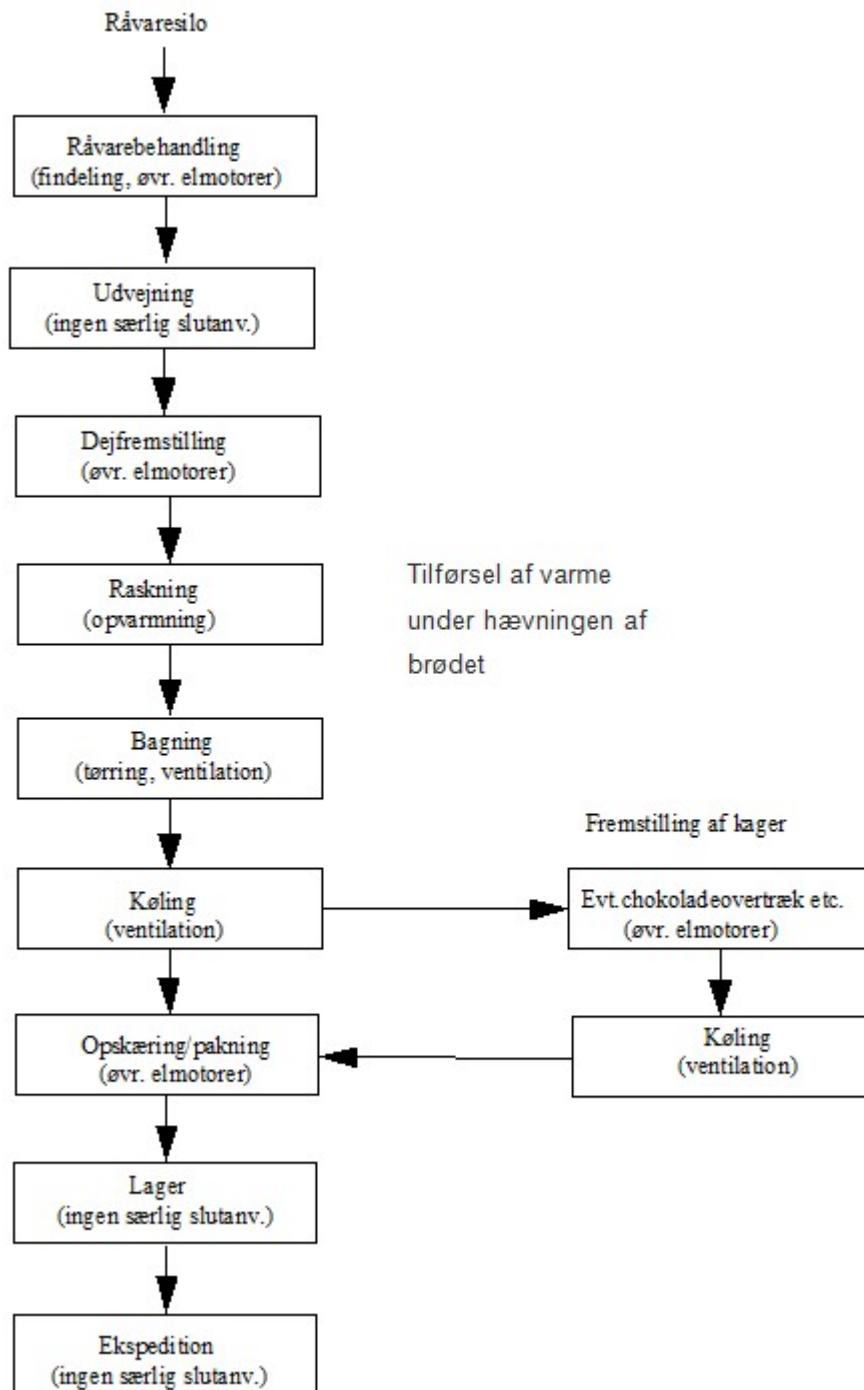 Råvaresilo
Råvarebehandling
(findeling, øvr. elmotorer)
Udvejning
(ingen særlig slutanv.)
Dejfremstilling
(øvr. elmotorer)
Raskning
(opvarmning)
Tilførsel af varme
under hævningen af
brødet
Bagning
(tørring, ventilation)
Fremstilling af kager
Køling
(ventilation)
Evt.chokoladeovertræk etc.
(øvr. elmotorer)
Opskæring/pakning
(øvr. elmotorer)
Køling
(ventilation)
Lager
(ingen særlig slutanv.)
Ekspedition
(ingen særlig slutanv.)